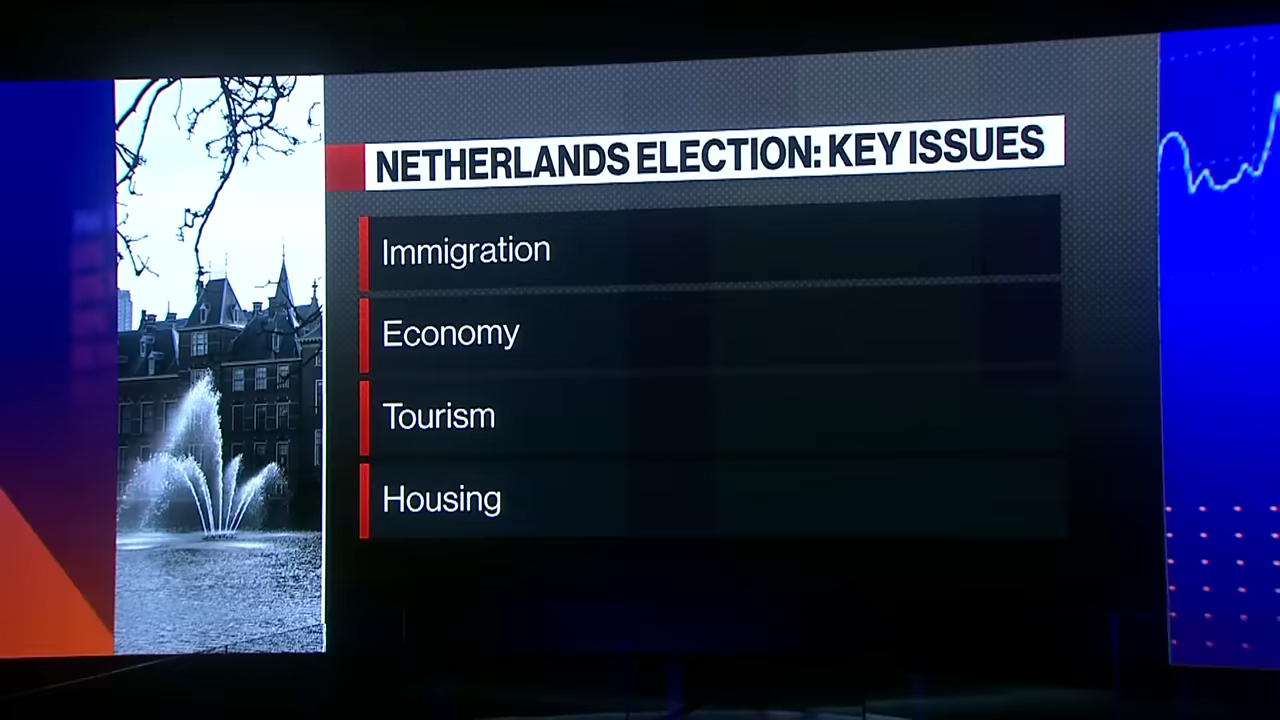 NETHERLANDS ELECTION: KEY ISSUES
Immigration
Economy
Tourism
Housing